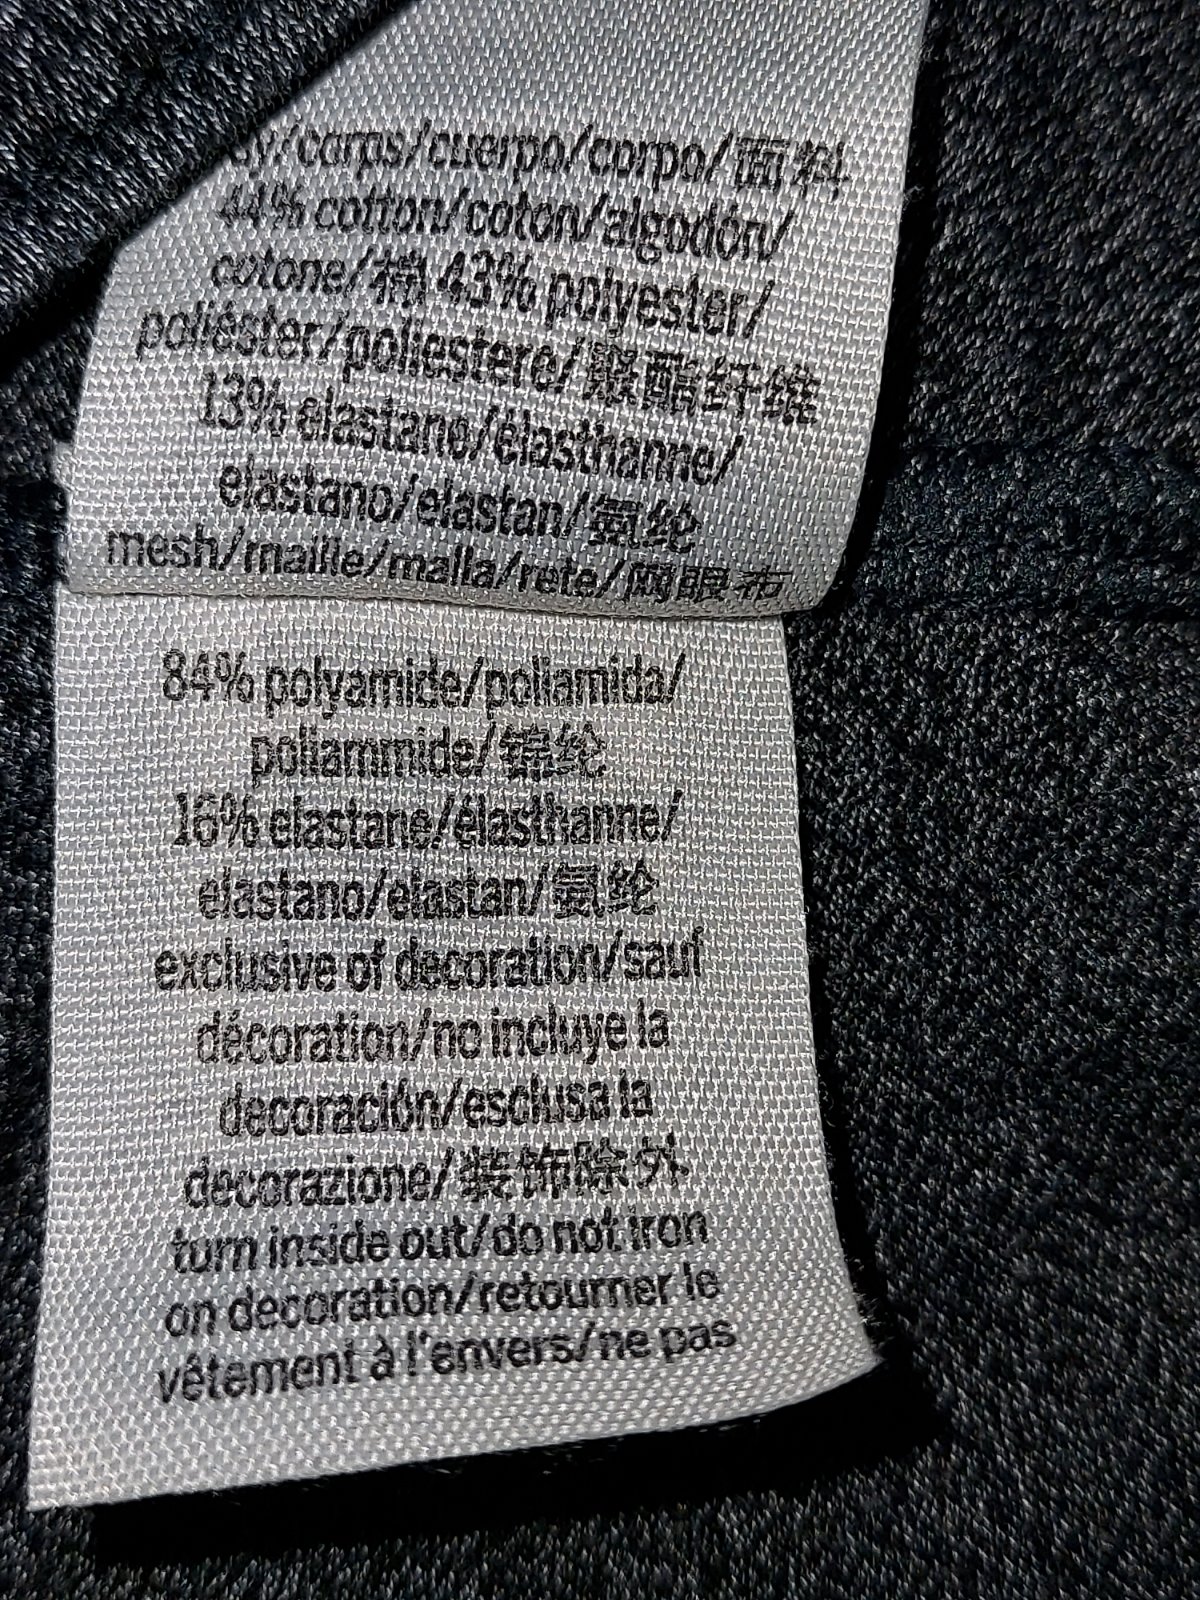 dy/corps/cuerpo/corpo/面料
44% cotton/coton/algodón/
cotone/棉 43% polyester/
poliéster/poliestere/聚酯纤维
13% elastane/élasthanne/
elastano/elastan/氨纶
mesh/maille/malla/rete/网眼布
84% polyamide/poliamida/
poliammide/锦纶
16% elastane/élasthanne/
elastano/elastan/氨纶
exclusive of decoration/sauf
décoration/no incluye la
decoración/esclusa la
decorazione/装饰除外
turn inside out/do not iron
on decoration/retourner le
vêtement à l'envers/ne pas